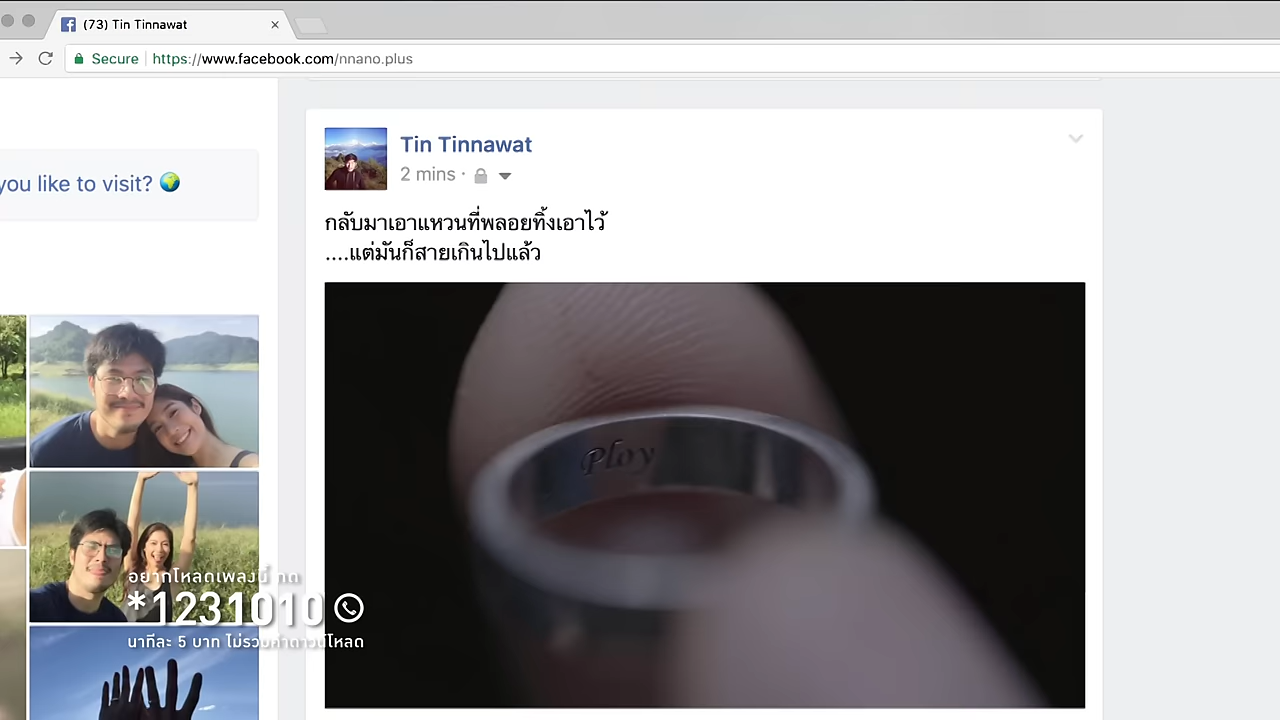 (73) Tin Tinnawat
Secure
https://www.facebook.com/nnano.plus
Tin Tinnawat
2 mins
you like to visit?
กลับมาเอาแหวนที่พลอยทิ้งเอาไว้
....แต่มันก็สายเกินไปแล้ว
Ploy
อยากโหลดเพลงนี้ กด
*1231010
นาทีละ 5 บาท ไม่รวมค่าดาวน์โหลด